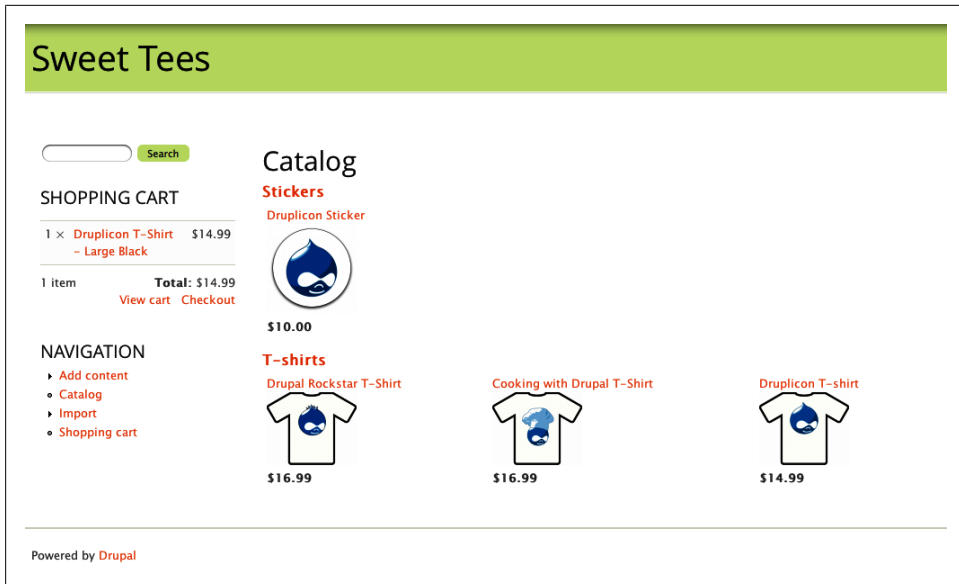 Sweet Tees
Search
SHOPPING CART
1 × Druplicon T-Shirt $14.99
- Large Black
1 item Total: $14.99
View cart Checkout
NAVIGATION
Add content
Catalog
Import
Shopping cart
Catalog
Stickers
Druplicon Sticker
$10.00
T-shirts
Drupal Rockstar T-Shirt Cooking with Drupal T-Shirt Druplicon T-shirt
$16.99 $16.99 $14.99
Powered by Drupal